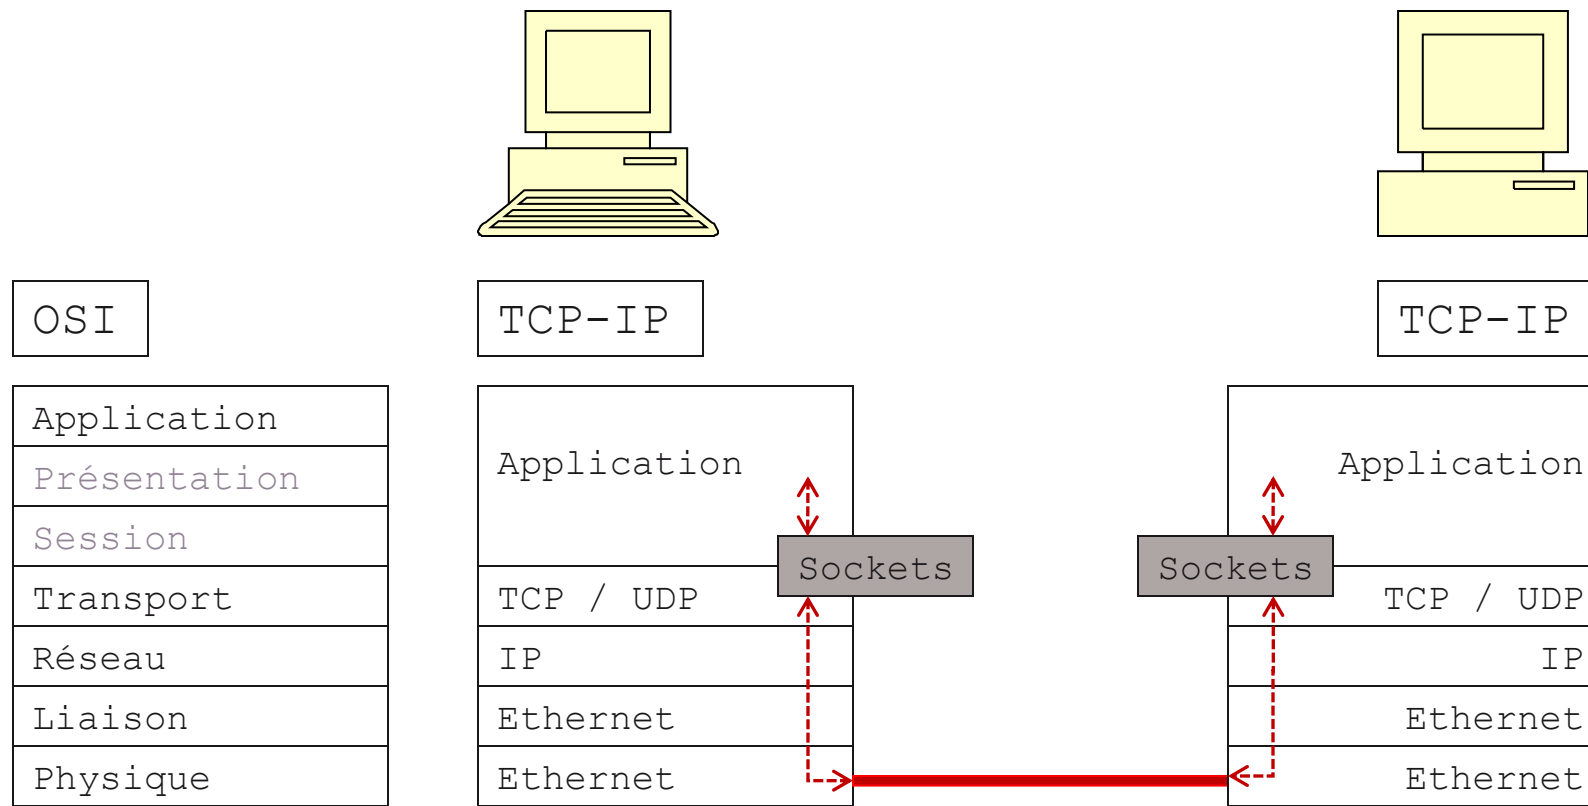 OSI
TCP-IP
TCP-IP
Application
Présentation
Session
Transport
Réseau
Liaison
Physique
Application
Sockets
TCP / UDP
IP
Ethernet
Ethernet
Application
Sockets
TCP / UDP
IP
Ethernet
Ethernet